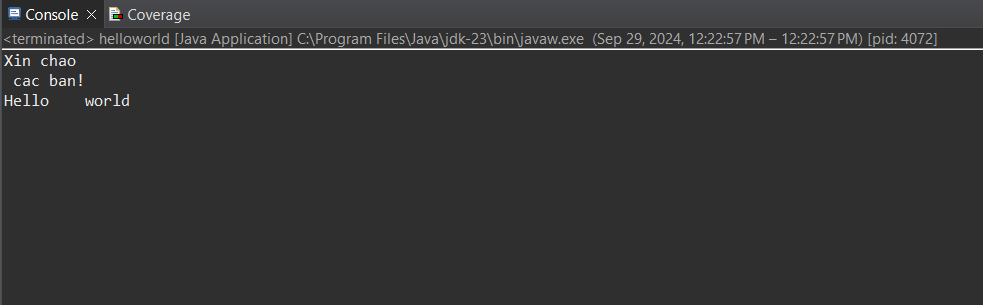 Console Coverage
<terminated> helloworld [Java Application] C:\Program Files\Java\jdk-23\bin\javaw.exe (Sep 29, 2024, 12:22:57 PM – 12:22:57 PM) [pid: 4072]
Xin chao
 cac ban!
Hello    world